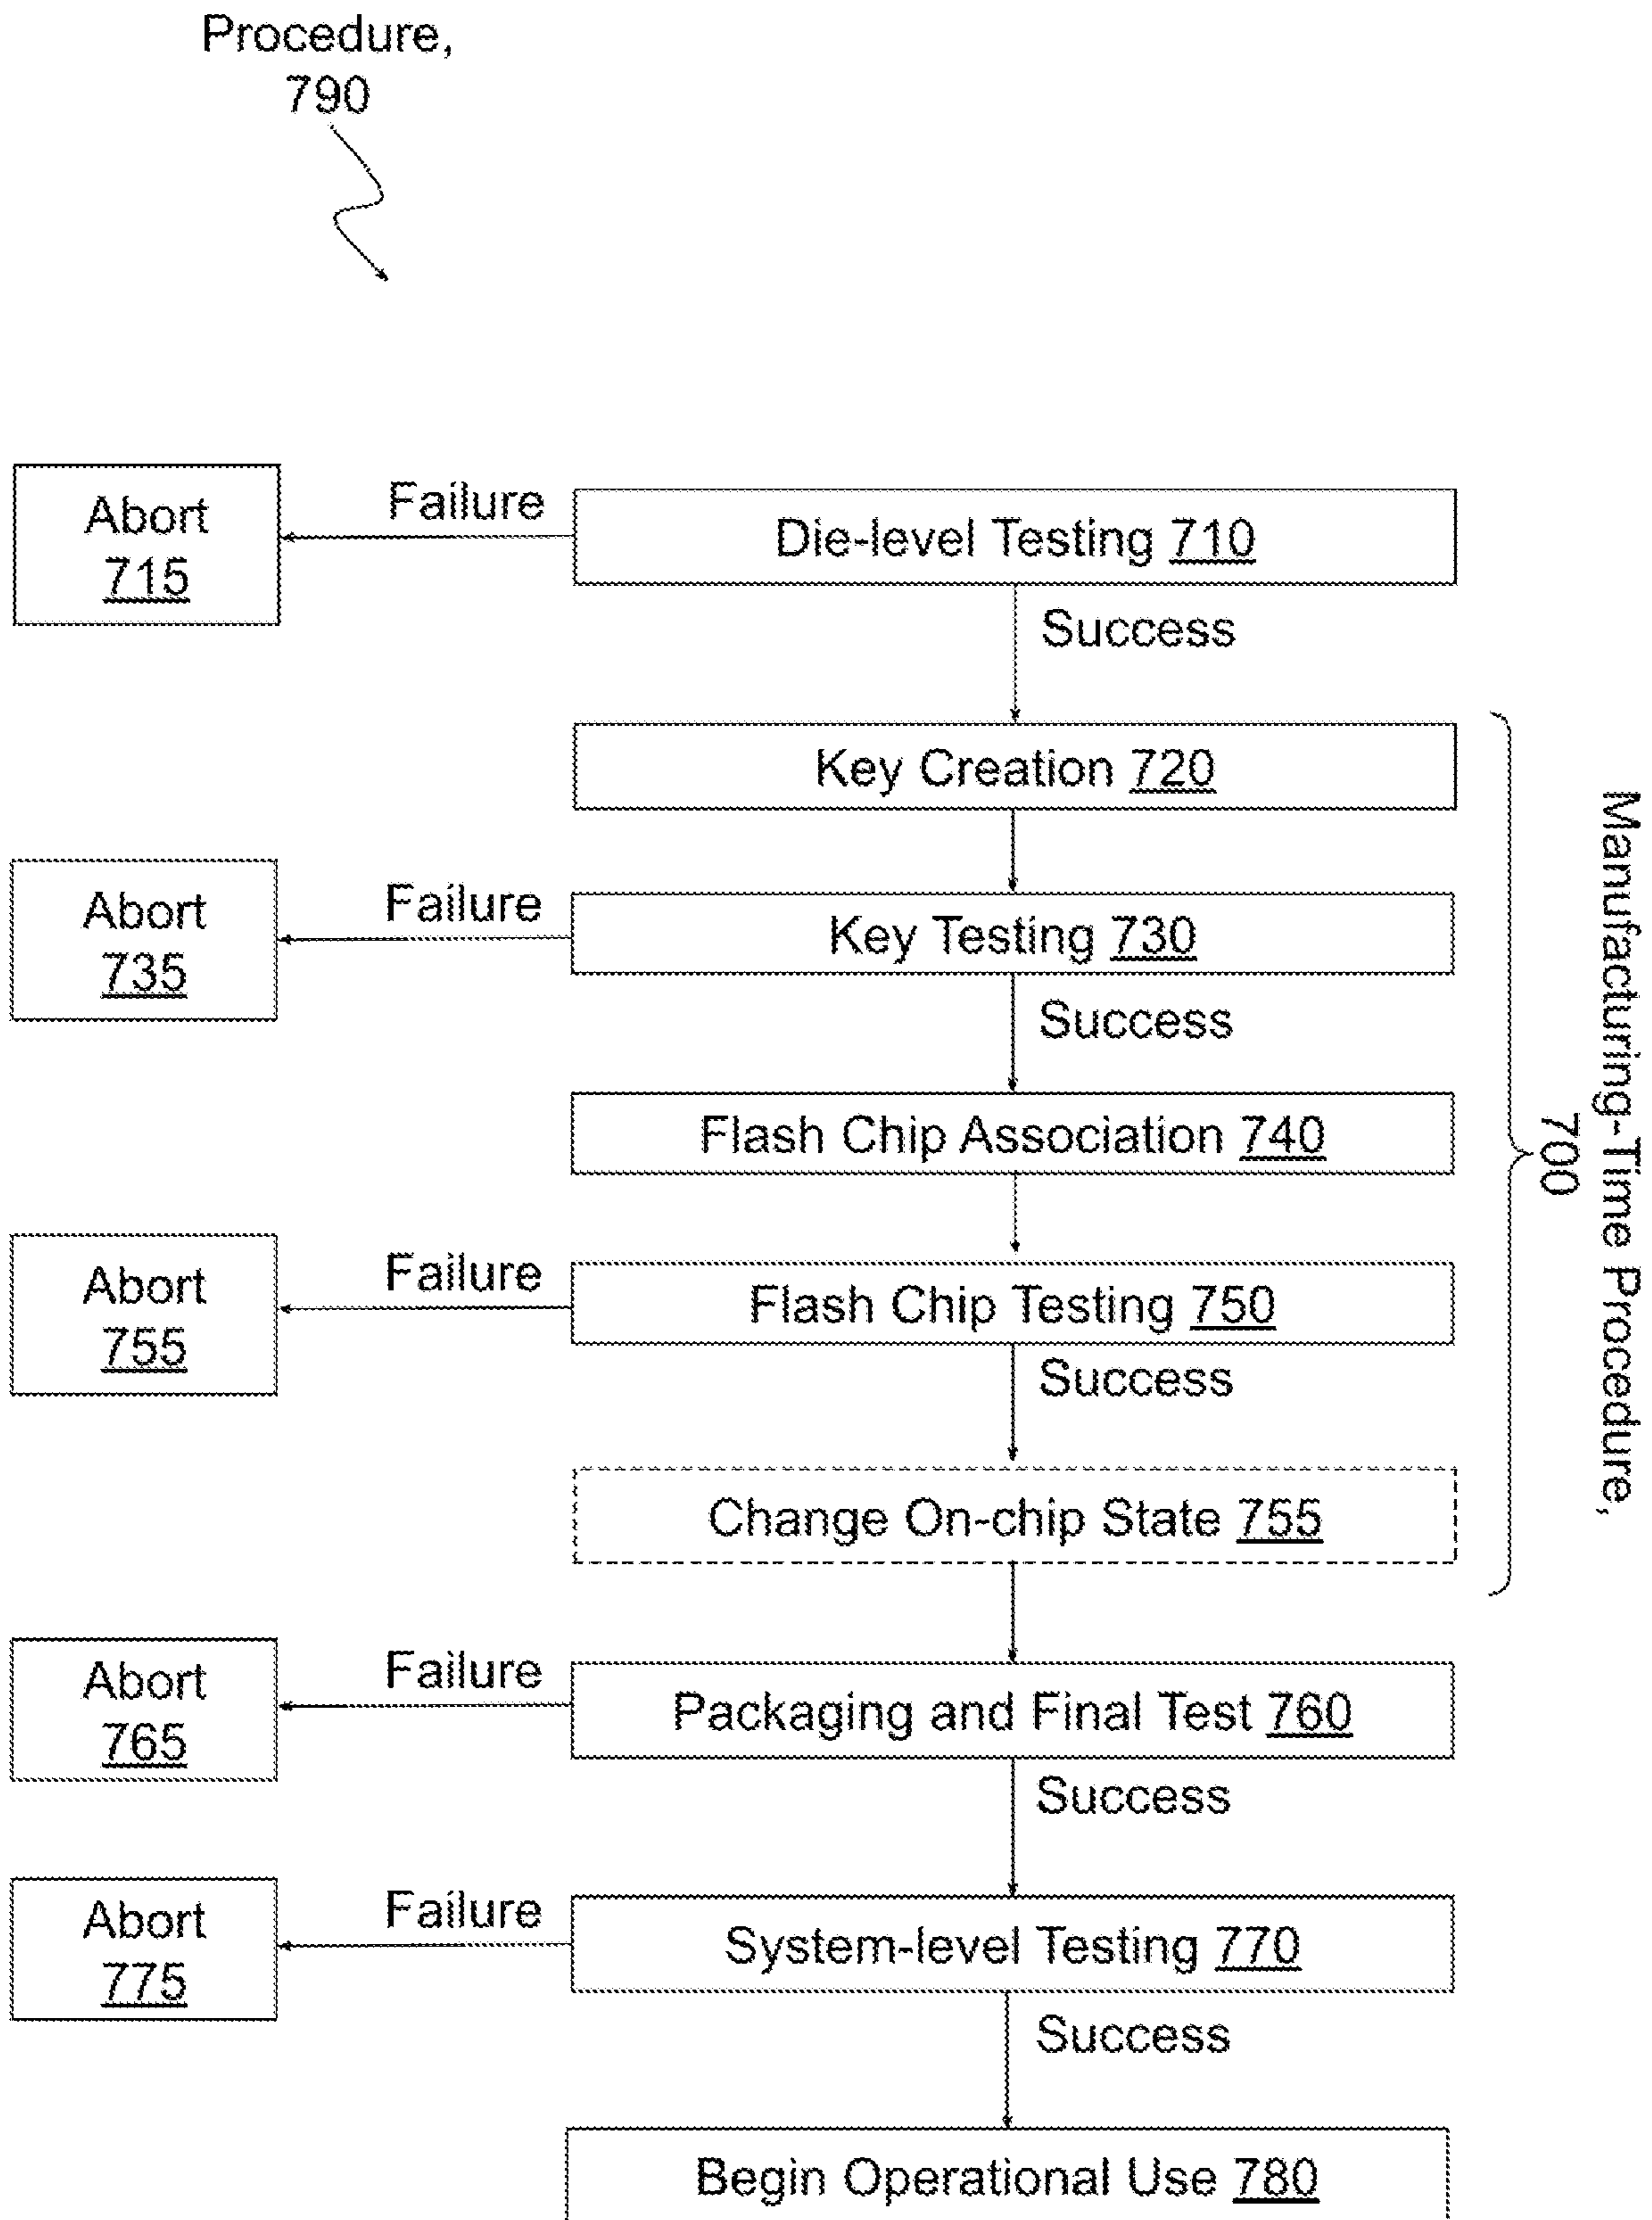 Procedure,
790
Abort
715
Failure
Die-level Testing 710
Success
Key Creation 720
Abort
735
Failure
Key Testing 730
Success
Flash Chip Association 740
Abort
755
Failure
Flash Chip Testing 750
Success
Change On-chip State 755
Manufacturing-Time Procedure,
700
Abort
765
Failure
Packaging and Final Test 760
Success
Abort
775
Failure
System-level Testing 770
Success
Begin Operational Use 780